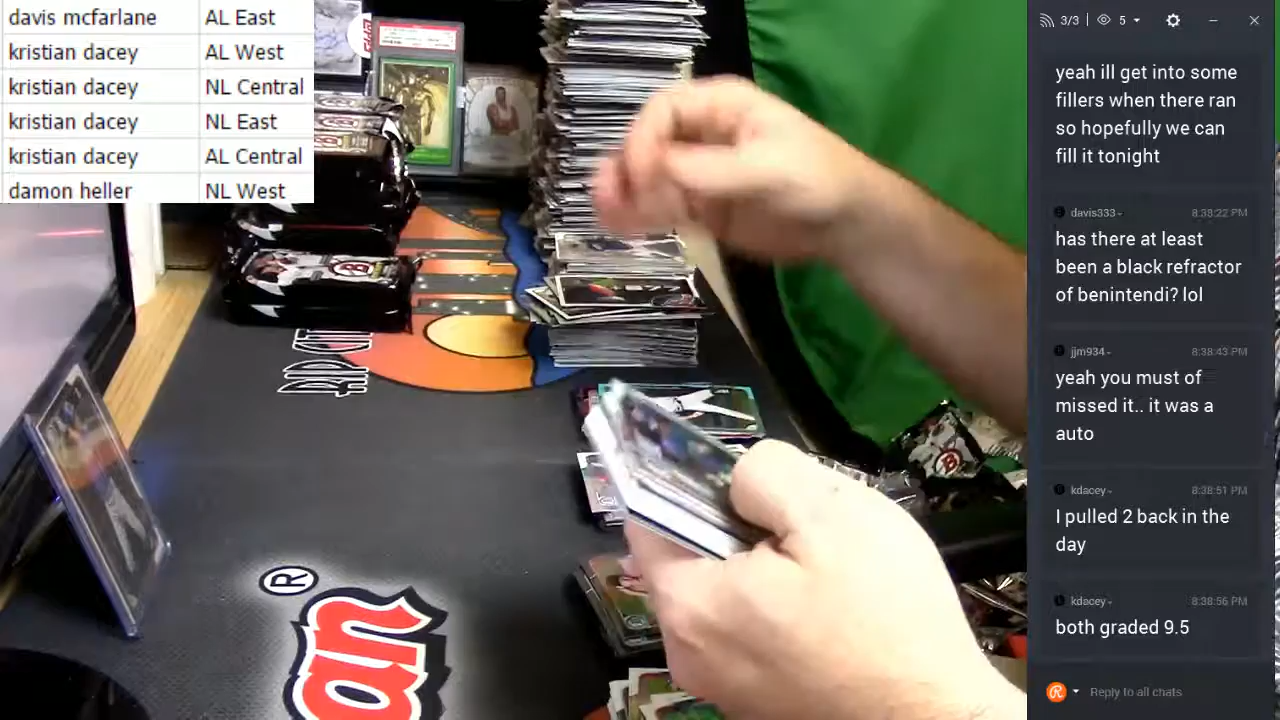 davis mcfarlane AL East
kristian dacey AL West
kristian dacey NL Central
kristian dacey NL East
kristian dacey AL Central
damon heller NL West
RIP CIT
®
an
3/3 5
yeah ill get into some
fillers when there ran
so hopefully we can
fill it tonight
davis333 8:38:22 PM
has there at least
been a black refractor
of benintendi? lol
jjm934 8:38:43 PM
yeah you must of
missed it.. it was a
auto
kdacey 8:38:51 PM
I pulled 2 back in the
day
kdacey 8:38:56 PM
both graded 9.5
Reply to all chats